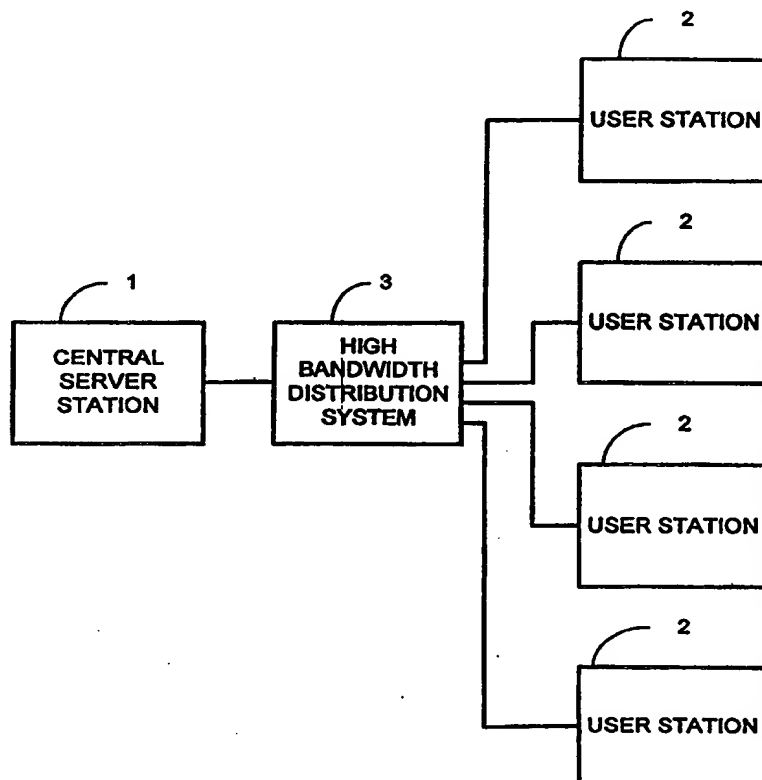 2
USER STATION
2
USER STATION
1
CENTRAL
SERVER
STATION
3
HIGH
BANDWIDTH
DISTRIBUTION
SYSTEM
2
USER STATION
2
USER STATION